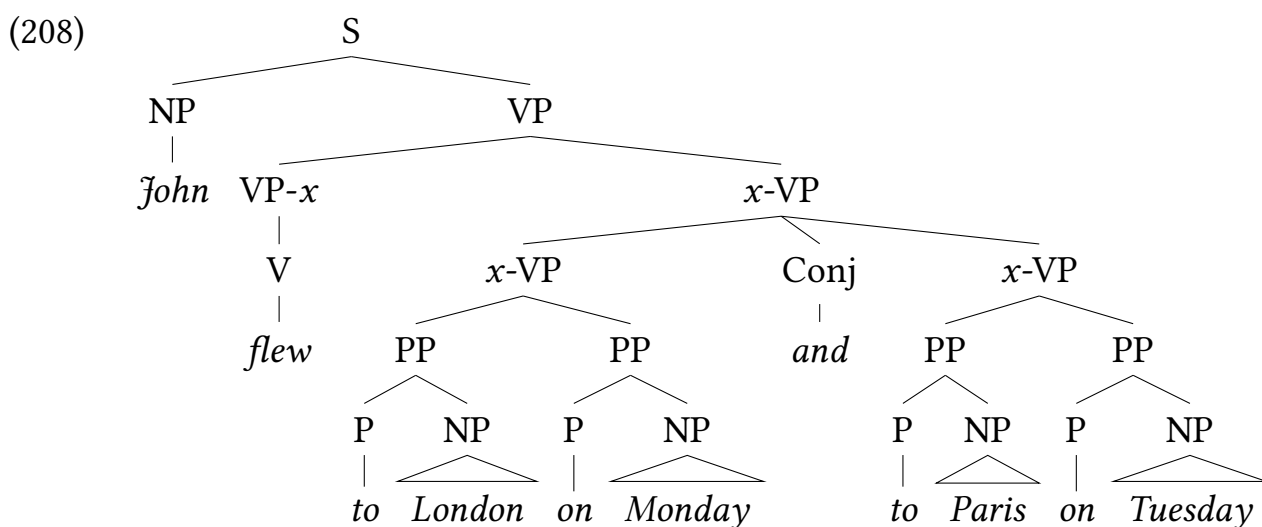 (208) S
NP VP
John VP-x x-VP
V x-VP Conj x-VP
flew PP PP and PP PP
P NP P NP P NP P NP
to London on Monday to Paris on Tuesday